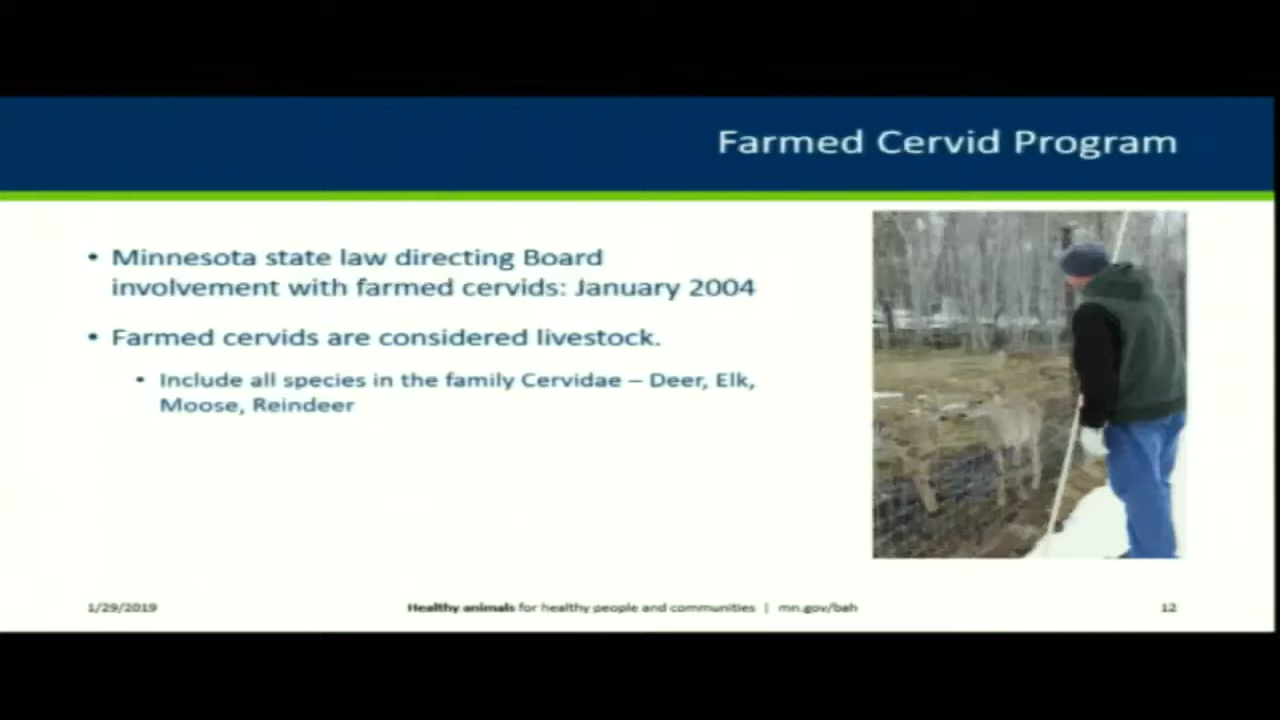 Farmed Cervid Program
• Minnesota state law directing Board
involvement with farmed cervids: January 2004
• Farmed cervids are considered livestock.
• Include all species in the family Cervidae – Deer, Elk,
Moose, Reindeer
1/29/2019
Healthy animals for healthy people and communities | mn.gov/bah
12